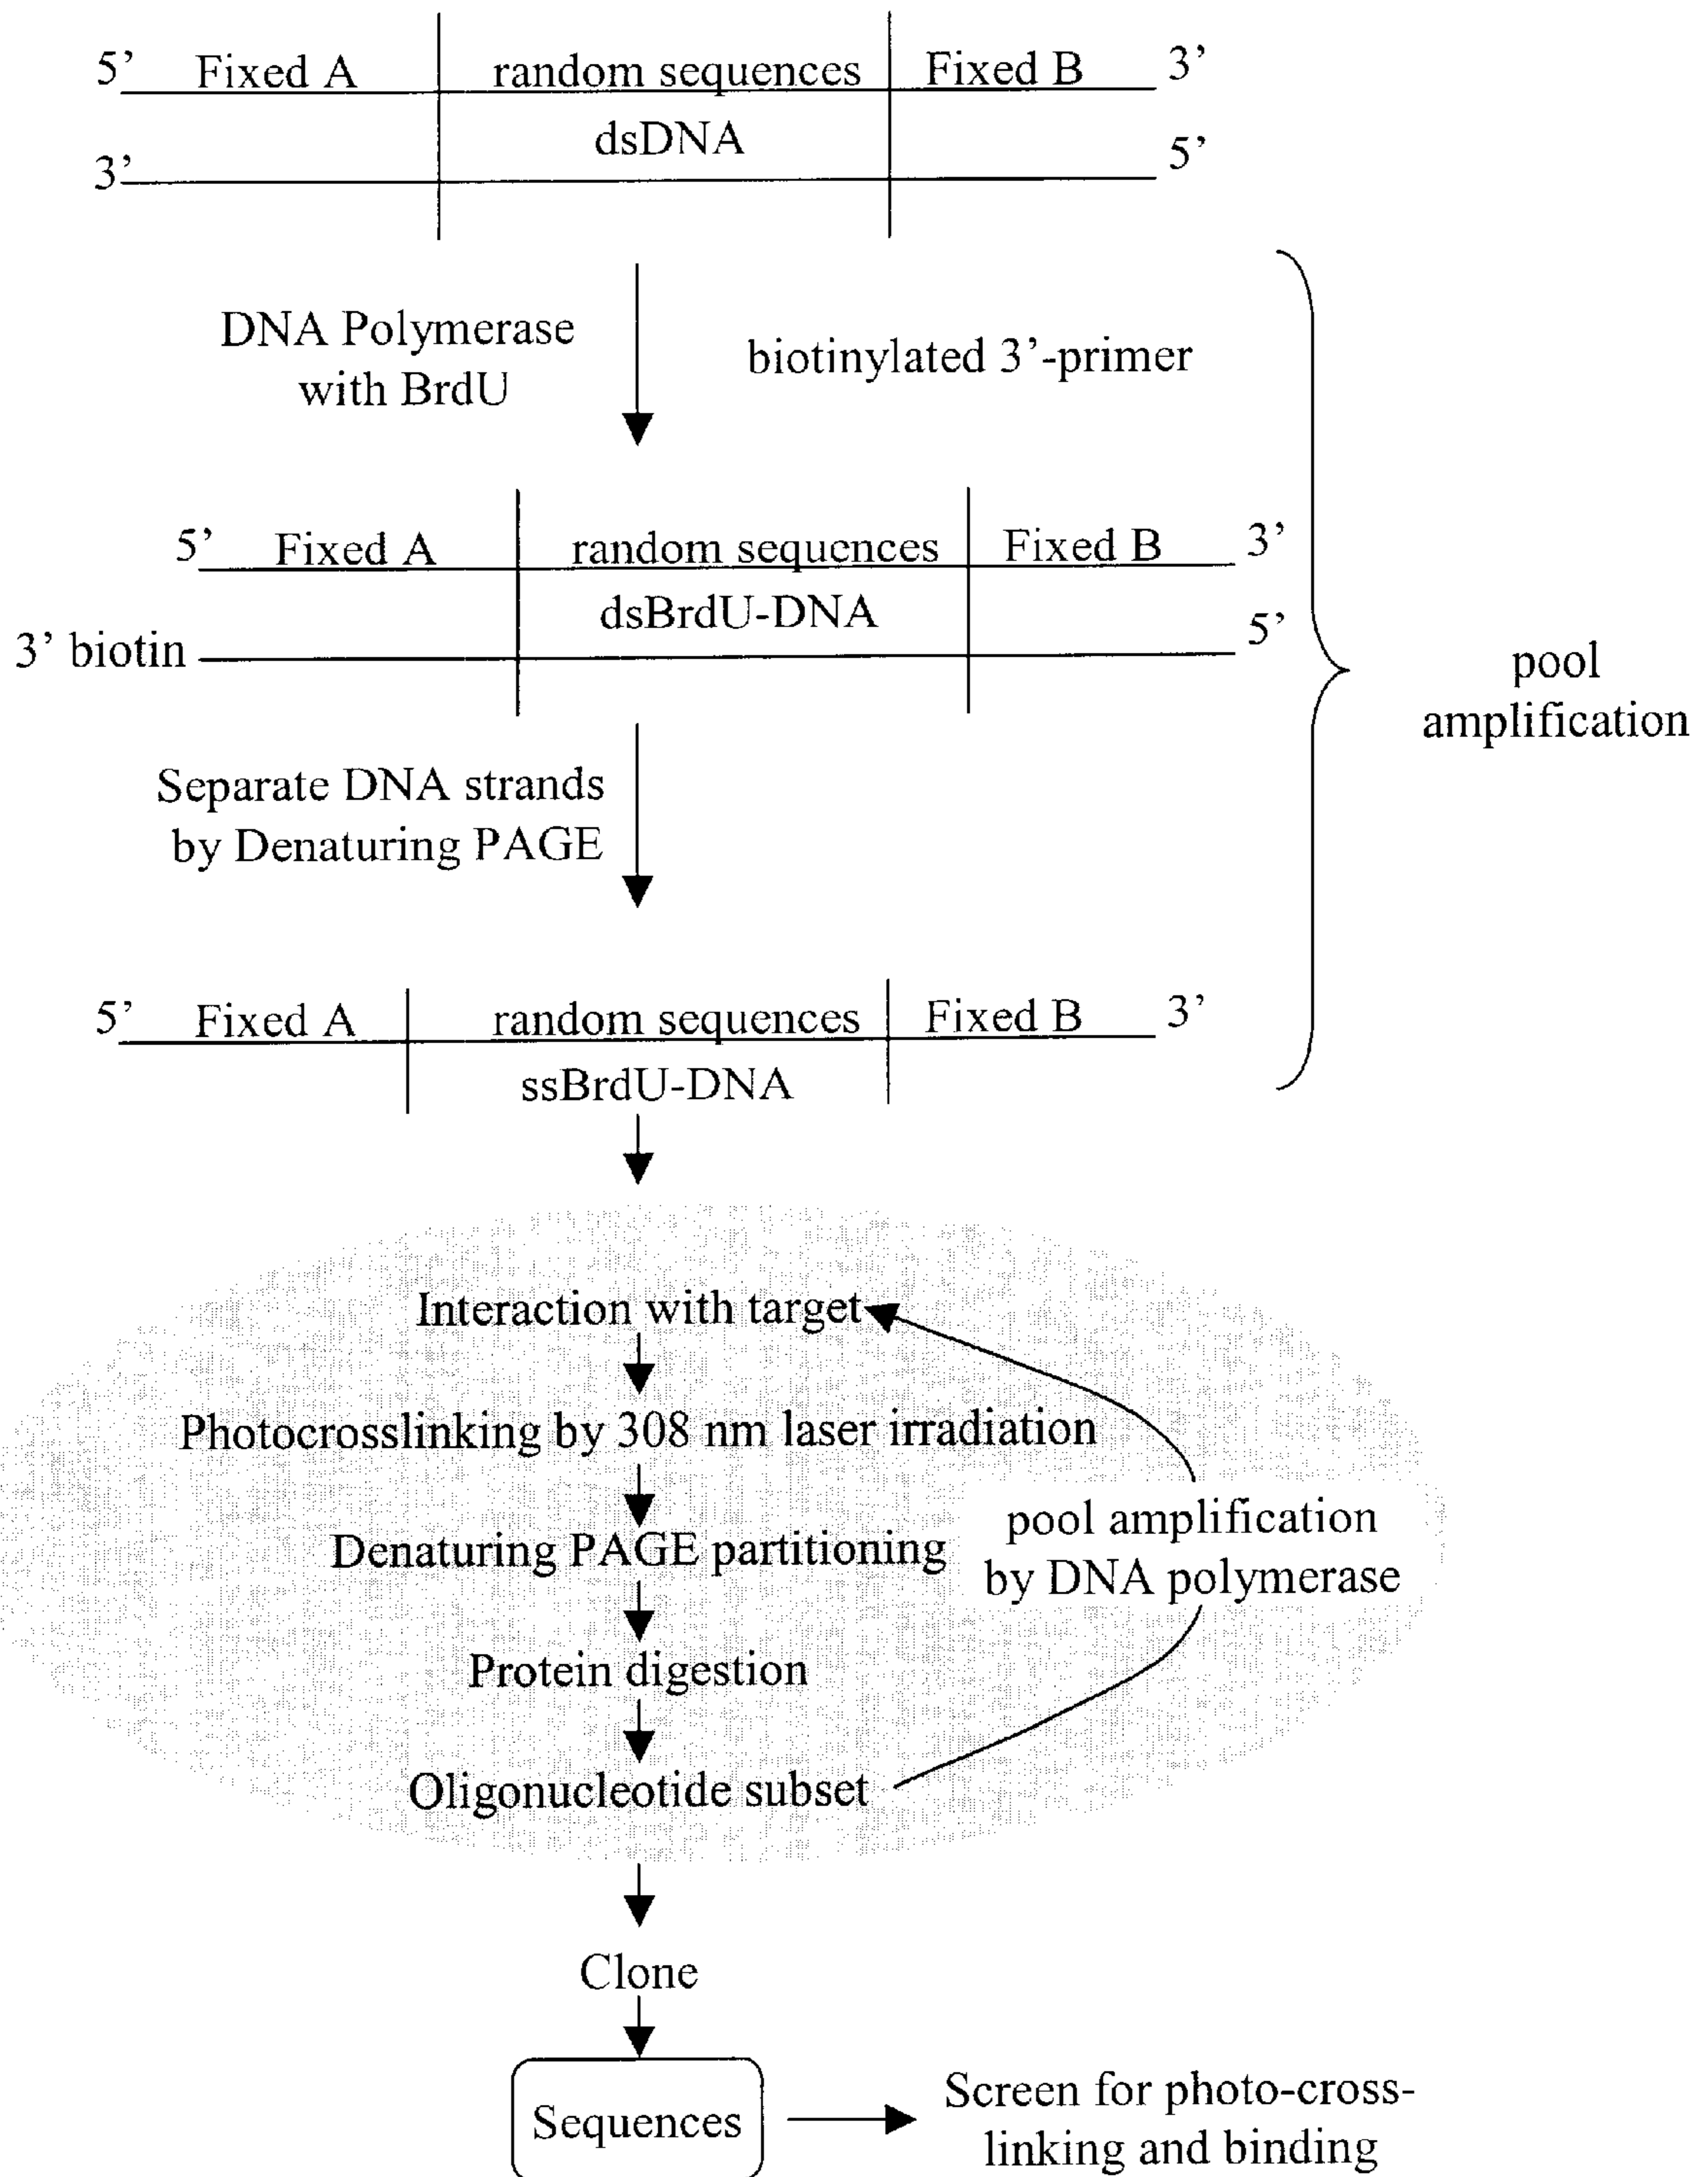 5’ Fixed A random sequences Fixed B 3’
dsDNA
3’ 5’
DNA Polymerase
with BrdU
biotinylated 3’-primer
5’ Fixed A random sequences Fixed B 3’
dsBrdU-DNA
3’ biotin 5’
pool
amplification
Separate DNA strands
by Denaturing PAGE
5’ Fixed A random sequences Fixed B 3’
ssBrdU-DNA
Interaction with target
Photocrosslinking by 308 nm laser irradiation
Denaturing PAGE partitioning
pool amplification
by DNA polymerase
Protein digestion
Oligonucleotide subset
Clone
Sequences
Screen for photo-cross-
linking and binding